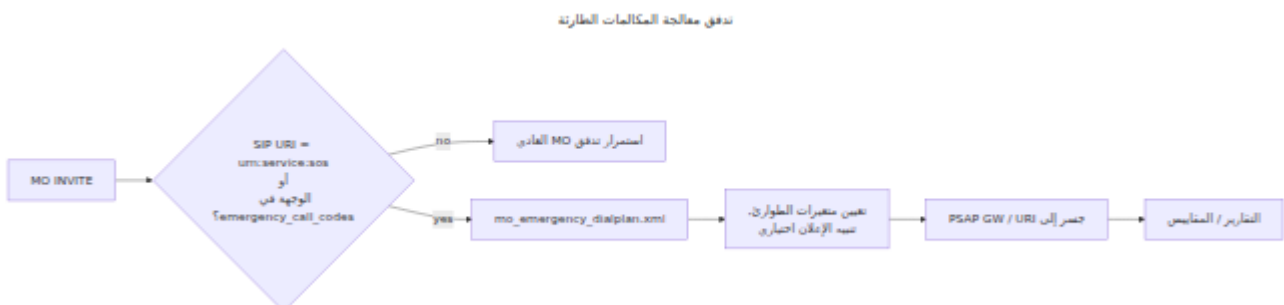 تدفق معالجة المكالمات الطارئة
MO INVITE
SIP URI =
urn:service:sos
أو
الوجهة في
emergency_call_codes؟
no
استمرار تدفق MO العادي
yes
mo_emergency_dialplan.xml
تعيين متغيرات الطوارئ،
تنبيه الإعلان اختياري
جسر إلى PSAP GW / URI
التقارير / المقاييس